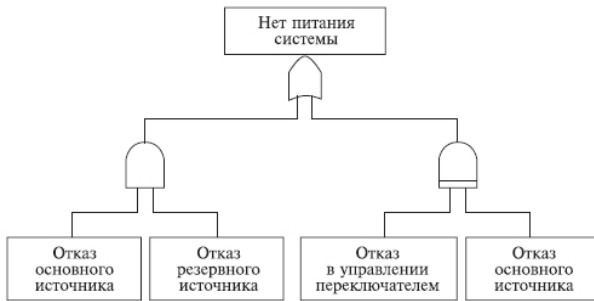 Нет питания
системы
Отказ
основного
источника
Отказ
резервного
источника
Отказ
в управлении
переключателем
Отказ
основного
источника